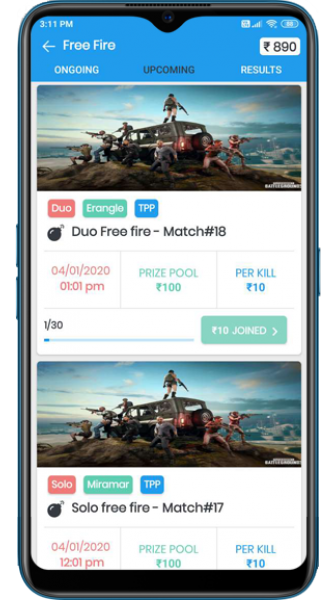 3:11 PM
← Free Fire
₹ 890
ONGOING UPCOMING RESULTS
BATTLEGROUNDS
Duo Erangle TPP
Duo Free fire - Match#18
04/01/2020 PRIZE POOL PER KILL
01:01 pm ₹100 ₹10
1/30
₹10 JOINED >
BATTLEGROUNDS
Solo Miramar TPP
Solo free fire - Match#17
04/01/2020 PRIZE POOL PER KILL
12:01 pm ₹100 ₹10